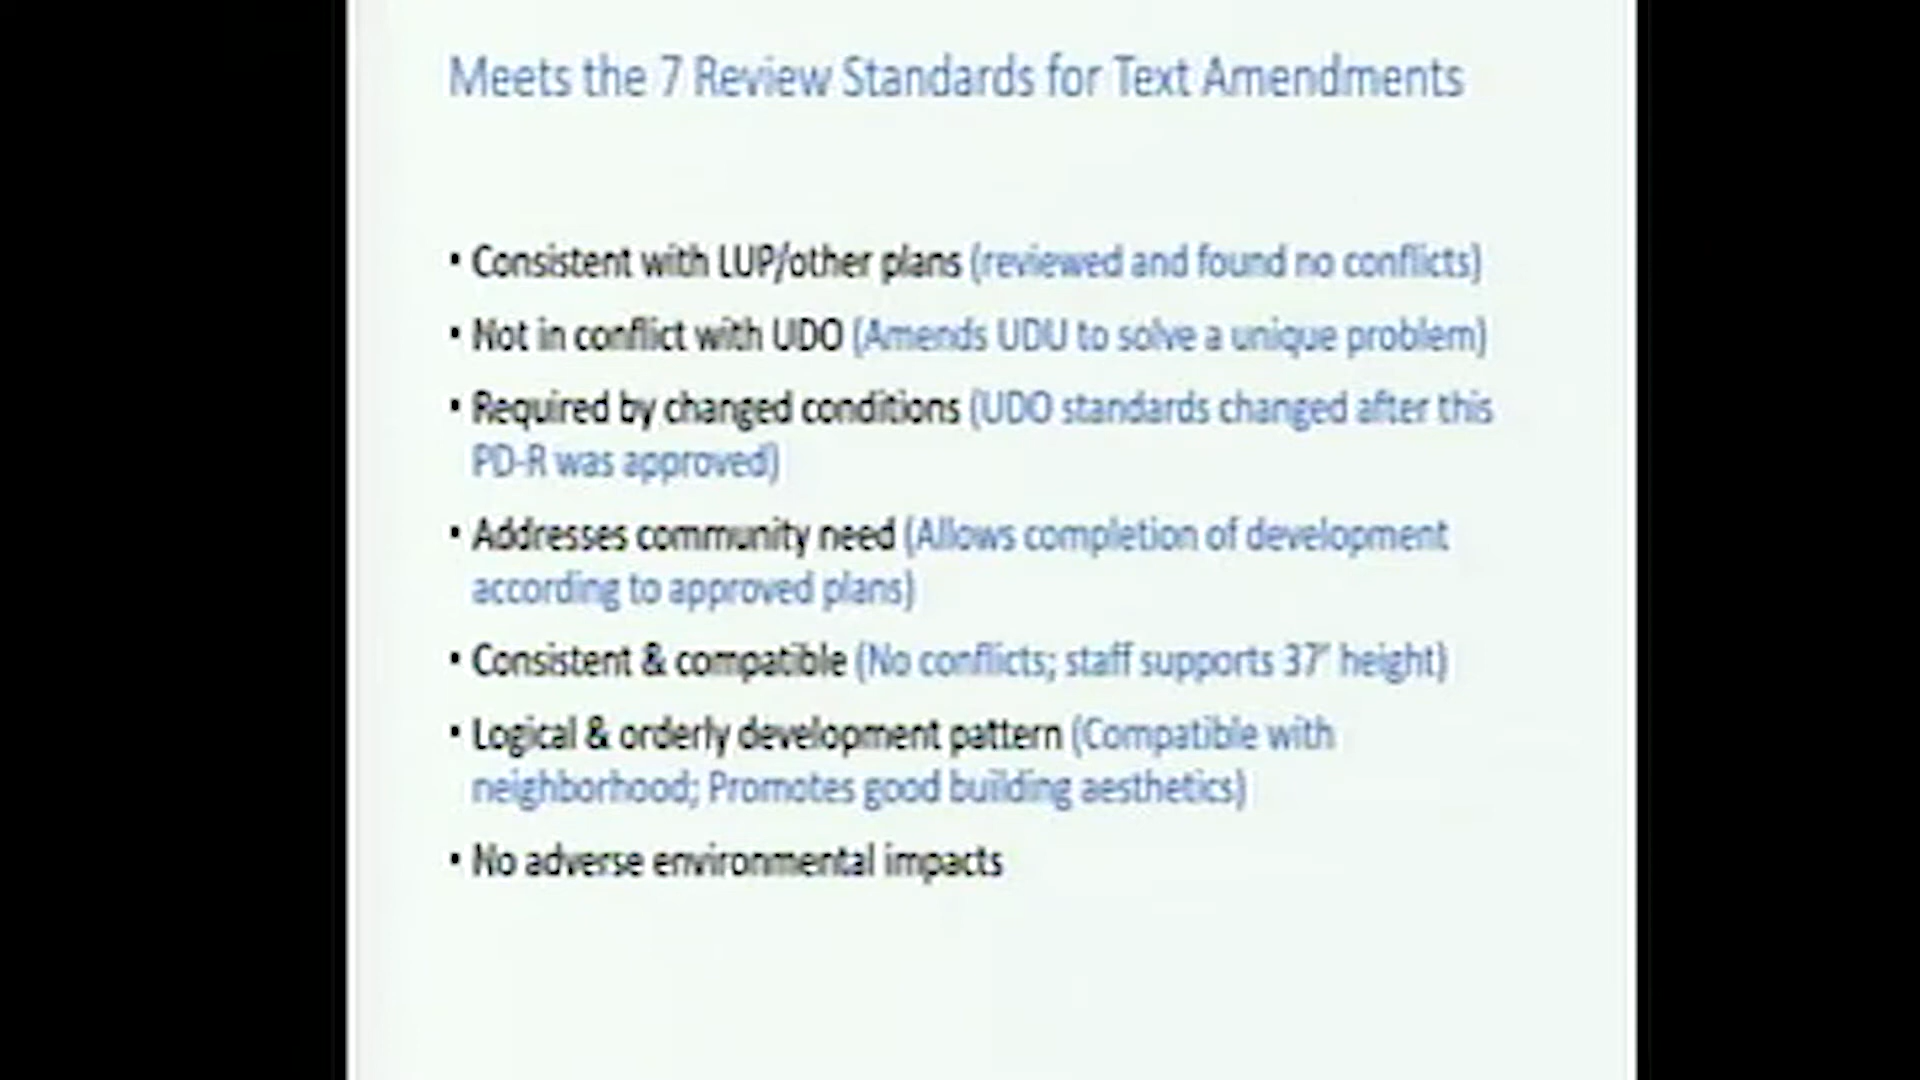 Meets the 7 Review Standards for Text Amendments
• Consistent with LUP/other plans (reviewed and found no conflicts)
• Not in conflict with UDO (Amends UDU to solve a unique problem)
• Required by changed conditions (UDO standards changed after this
PD-R was approved)
• Addresses community need (Allows completion of development
according to approved plans)
• Consistent & compatible (No conflicts; staff supports 37' height)
• Logical & orderly development pattern (Compatible with
neighborhood; Promotes good building aesthetics)
• No adverse environmental impacts